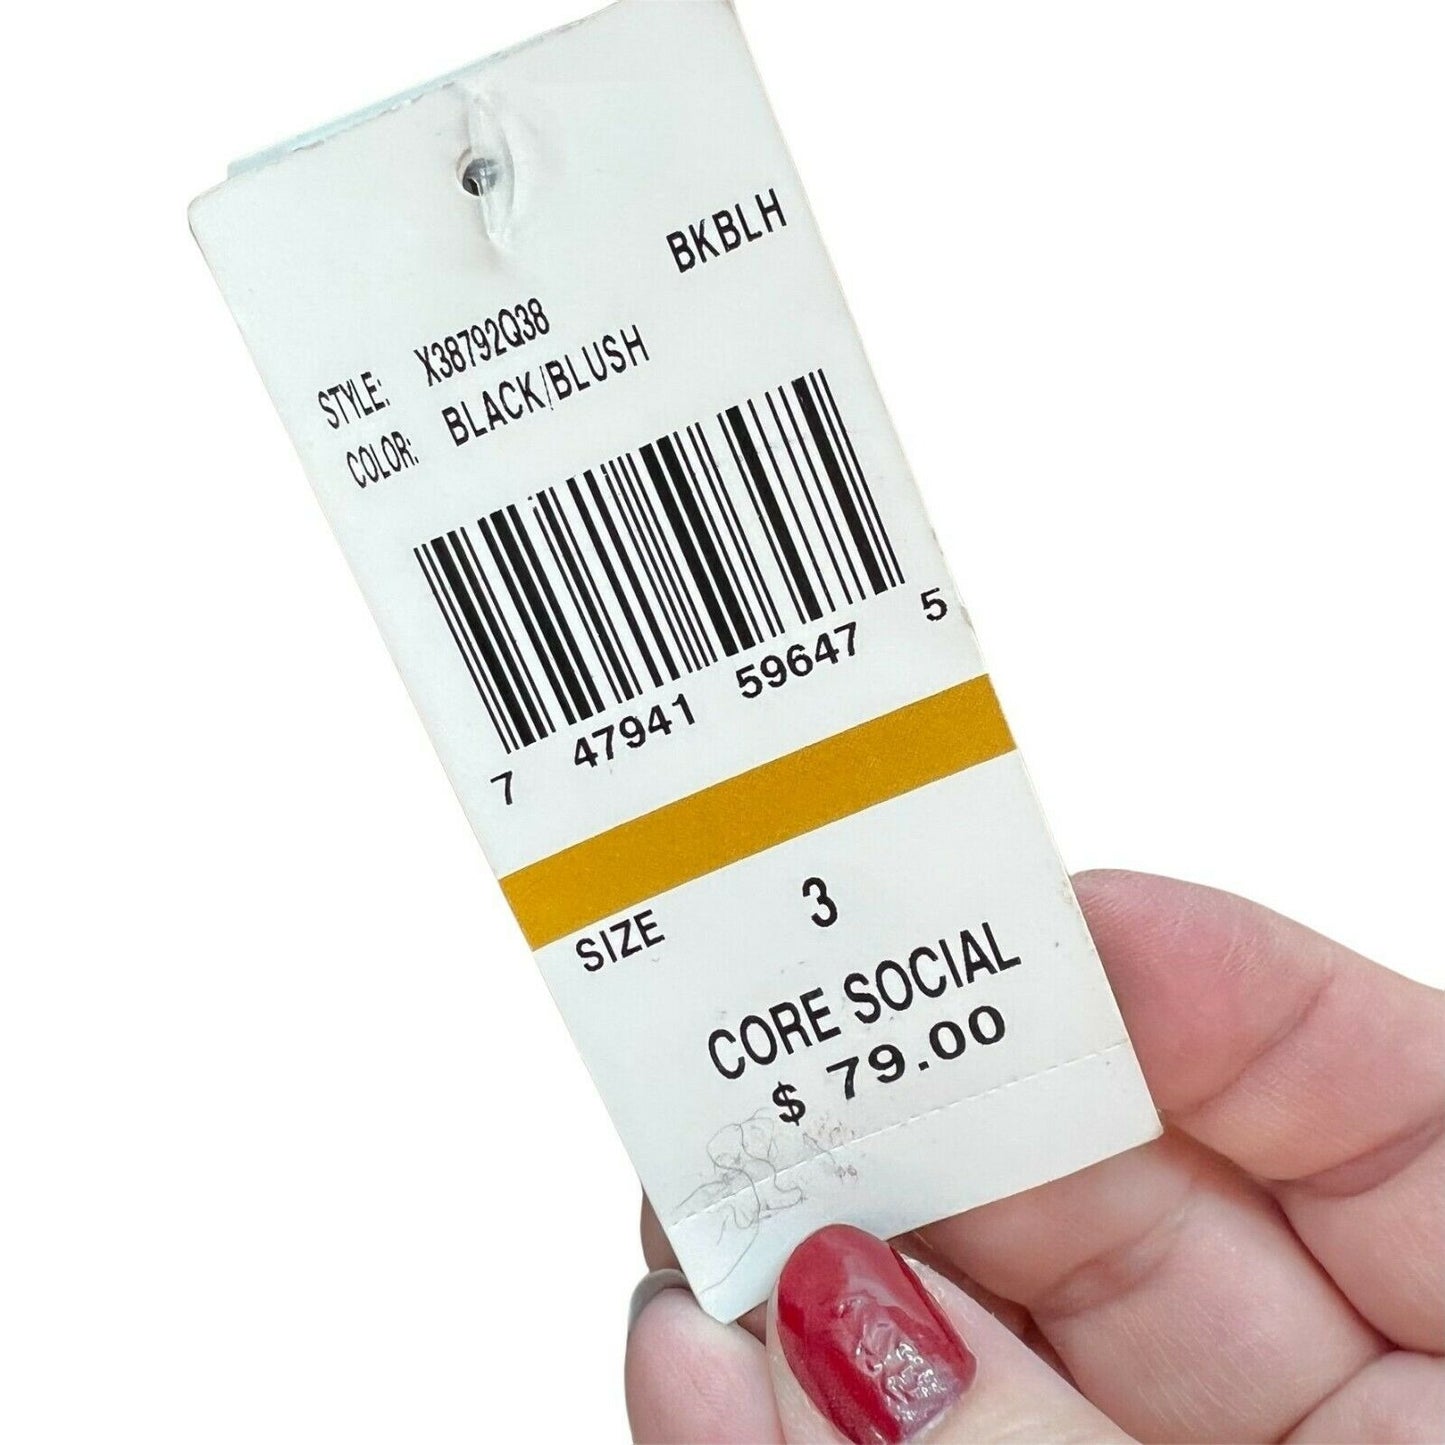 BKBLH
STYLE: X38792Q38
COLOR: BLACK/BLUSH
7 47941 59647 5
SIZE 3
CORE SOCIAL
$ 79.00